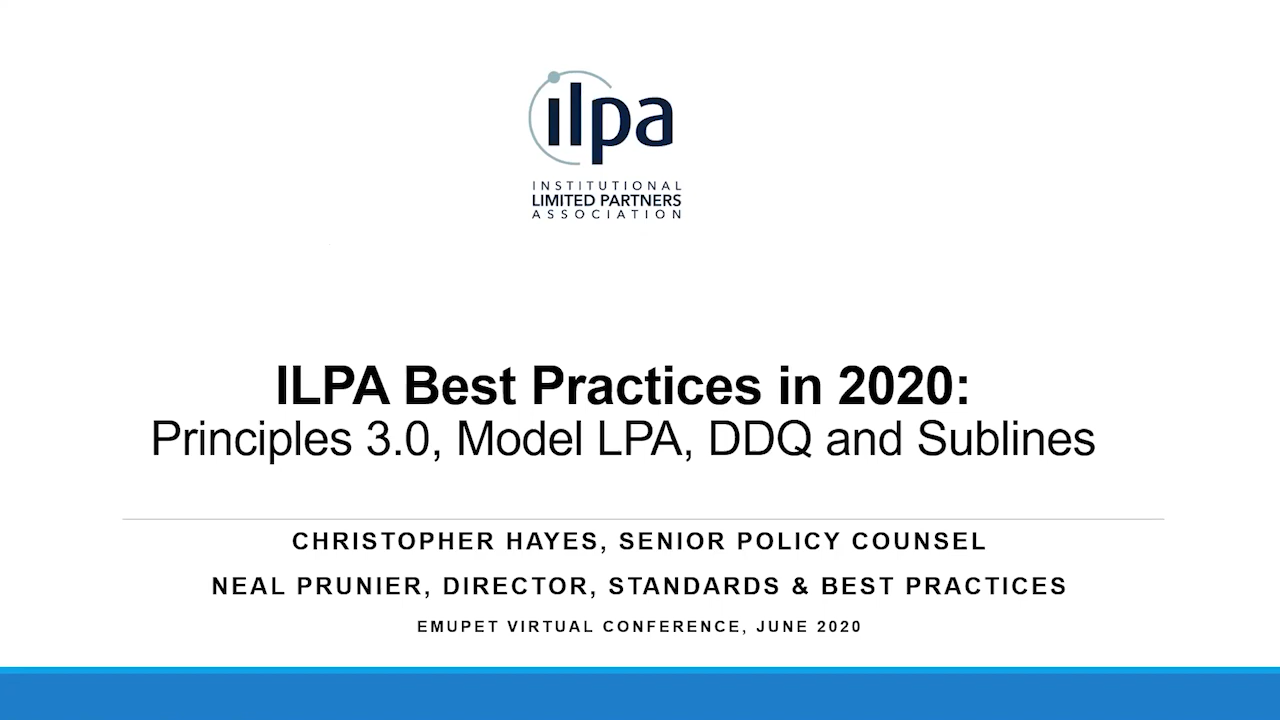 ilpa
INSTITUTIONAL
LIMITED PARTNERS
ASSOCIATION
ILPA Best Practices in 2020:
Principles 3.0, Model LPA, DDQ and Sublines
CHRISTOPHER HAYES, SENIOR POLICY COUNSEL
NEAL PRUNIER, DIRECTOR, STANDARDS & BEST PRACTICES
EMUPET VIRTUAL CONFERENCE, JUNE 2020